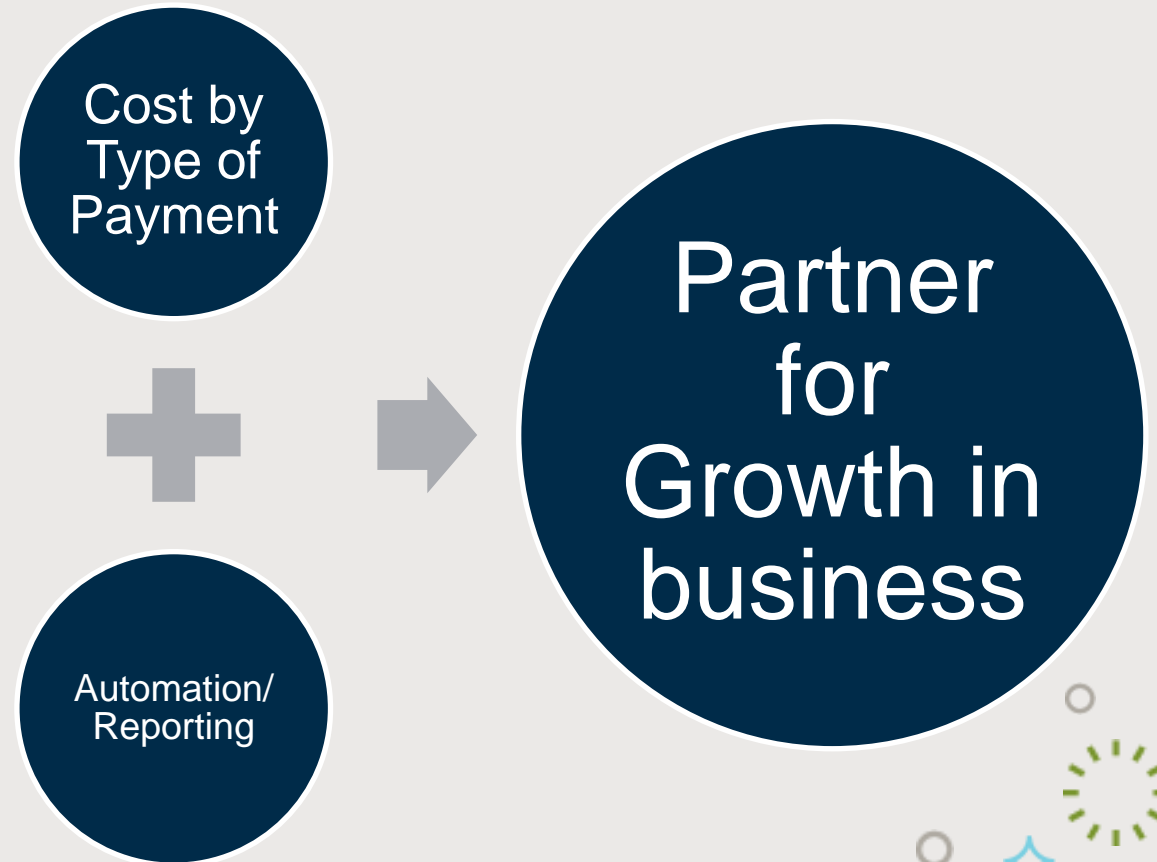 Cost by
Type of
Payment
Automation/
Reporting
Partner
for
Growth in
business